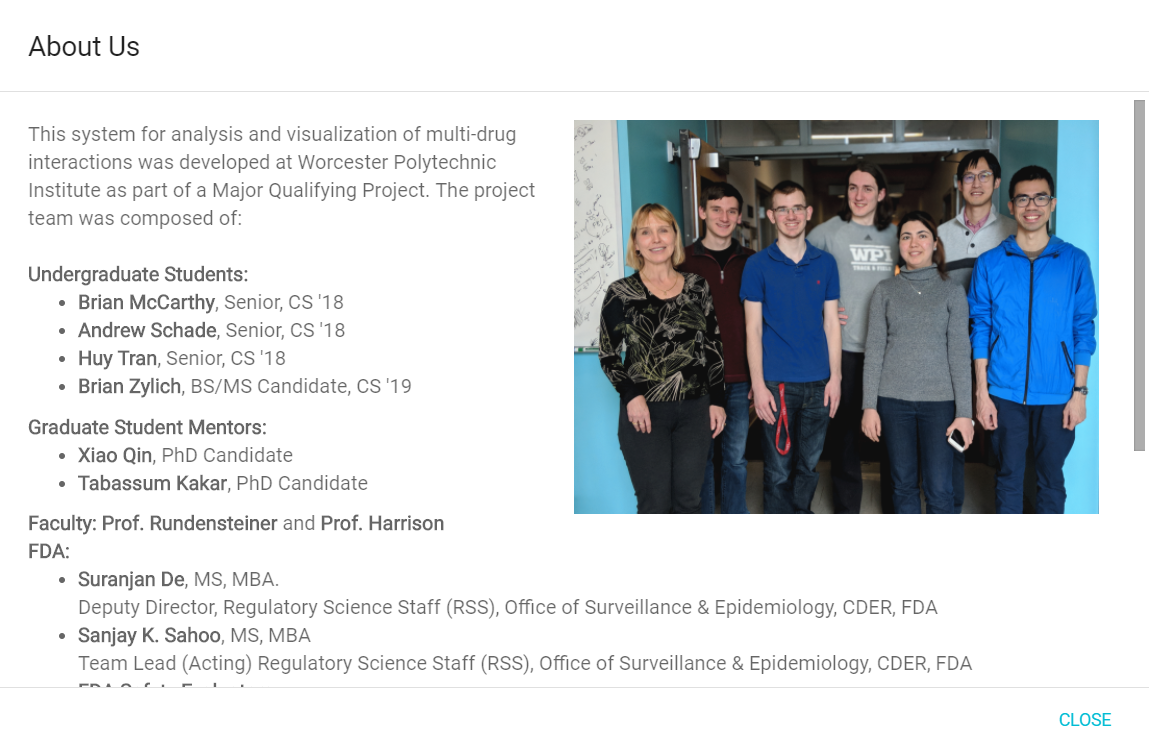 About Us
This system for analysis and visualization of multi-drug
interactions was developed at Worcester Polytechnic
Institute as part of a Major Qualifying Project. The project
team was composed of:
Undergraduate Students:
• Brian McCarthy, Senior, CS '18
• Andrew Schade, Senior, CS '18
• Huy Tran, Senior, CS '18
• Brian Zylich, BS/MS Candidate, CS '19
Graduate Student Mentors:
• Xiao Qin, PhD Candidate
• Tabassum Kakar, PhD Candidate
Faculty: Prof. Rundensteiner and Prof. Harrison
FDA:
• Suranjan De, MS, MBA.
Deputy Director, Regulatory Science Staff (RSS), Office of Surveillance & Epidemiology, CDER, FDA
• Sanjay K. Sahoo, MS, MBA
Team Lead (Acting) Regulatory Science Staff (RSS), Office of Surveillance & Epidemiology, CDER, FDA
WPI
TRACK & FIELD
CLOSE